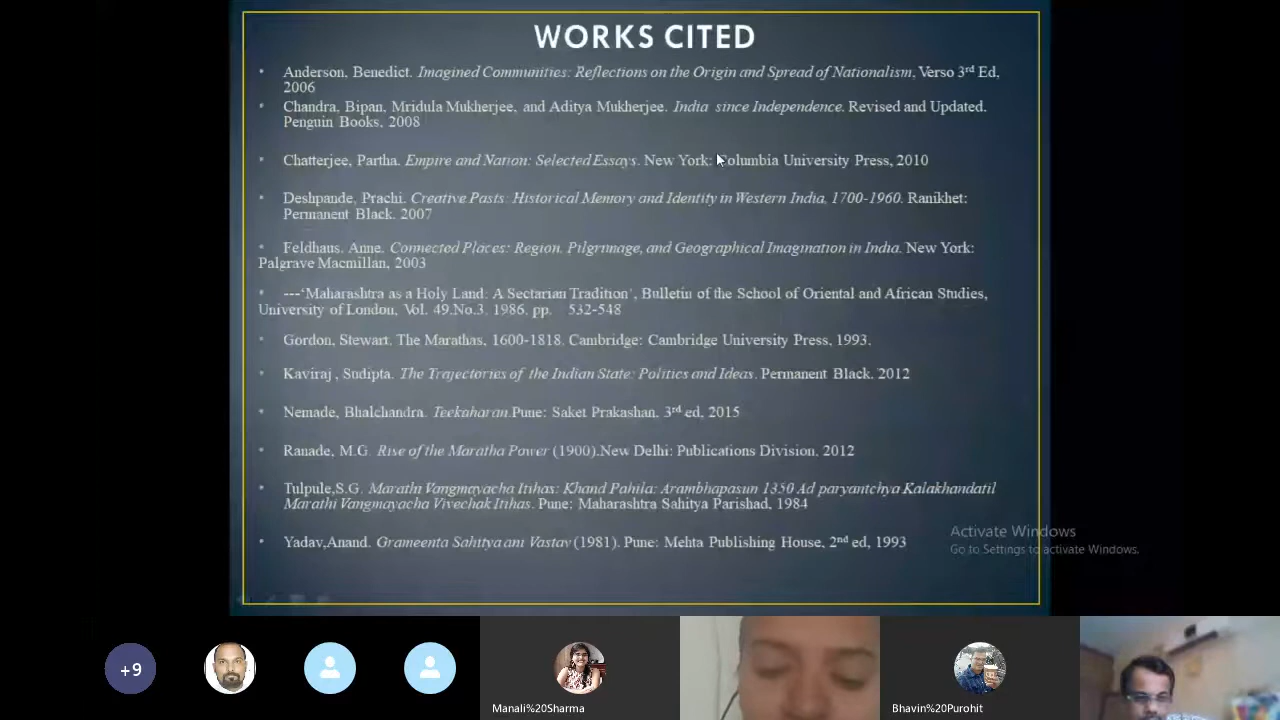 WORKS CITED
• Anderson, Benedict. Imagined Communities: Reflections on the Origin and Spread of Nationalism, Verso 3rd Ed,
2006
• Chandra, Bipan, Mridula Mukherjee, and Aditya Mukherjee. India since Independence. Revised and Updated.
Penguin Books, 2008
• Chatterjee, Partha. Empire and Nation: Selected Essays. New York: Columbia University Press, 2010
• Deshpande, Prachi. Creative Pasts: Historical Memory and Identity in Western India, 1700-1960. Ranikhet:
Permanent Black. 2007
• Feldhaus, Anne. Connected Places: Region, Pilgrimage, and Geographical Imagination in India. New York:
Palgrave Macmillan, 2003
• ---‘Maharashtra as a Holy Land: A Sectarian Tradition’, Bulletin of the School of Oriental and African Studies,
University of London, Vol. 49.No.3. 1986. pp. 532-548
• Gordon, Stewart. The Marathas, 1600-1818. Cambridge: Cambridge University Press, 1993.
• Kaviraj, Sudipta. The Trajectories of the Indian State: Politics and Ideas. Permanent Black. 2012
• Nemade, Bhalchandra. Teekaharan.Pune: Saket Prakashan. 3rd ed, 2015
• Ranade, M.G. Rise of the Maratha Power (1900).New Delhi: Publications Division, 2012
• Tulpule,S.G. Marathi Vangmayacha Itihas: Khand Pahila: Arambhapasun 1350 Ad paryantchya Kalakhandatil
Marathi Vangmayacha Vivechak Itihas. Pune: Maharashtra Sahitya Parishad, 1984
• Yadav,Anand. Grameenta Sahitya ani Vastav (1981). Pune: Mehta Publishing House, 2nd ed, 1993
Activate Windows
Go to Settings to activate Windows.
+9
Manali%20Sharma
Bhavin%20Purohit